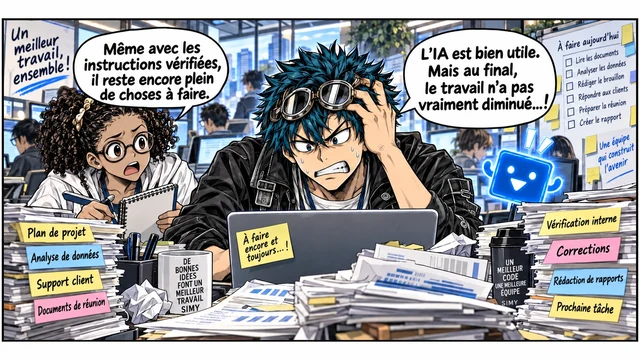 Un
meilleur
travail,
ensemble !
Même avec les
instructions vérifiées,
il reste encore plein
de choses à faire.
L'IA est bien utile.
Mais au final,
le travail n'a pas
vraiment diminué...!
À faire aujourd'hui
Lire les documents
Analyser les données
Rédiger le brouillon
Répondre aux clients
Préparer la réunion
Créer le rapport
Une équipe
qui construit
l'avenir
Plan de projet
Analyse de données
Support client
Documents de réunion
DE
BONNES
IDÉES
FONT UN
MEILLEUR
TRAVAIL
SIMY
À faire
encore et
toujours...!
UN
MEILLEUR
CODE
UNE MEILLEURE
ÉQUIPE
SIMY
Vérification interne
Corrections
Rédaction de rapports
Prochaine tâche